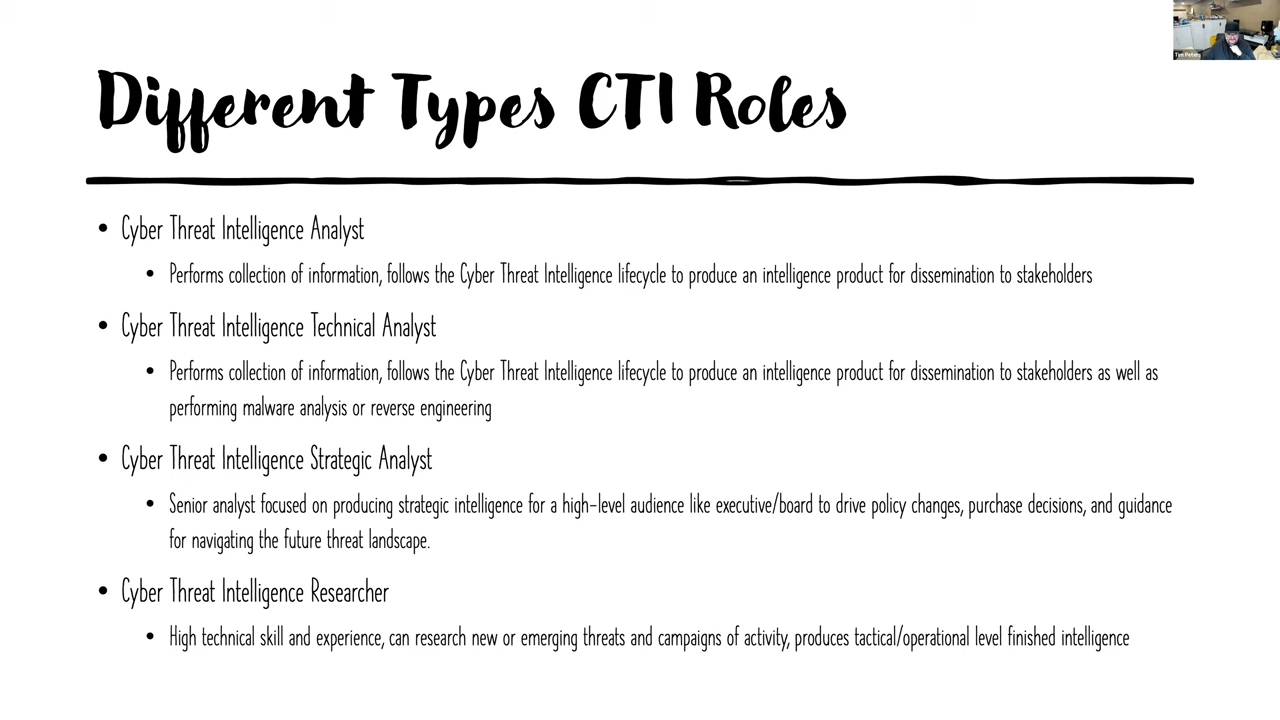 Tim Peters
Different Types CTI Roles
• Cyber Threat Intelligence Analyst
• Performs collection of information, follows the Cyber Threat Intelligence lifecycle to produce an intelligence product for dissemination to stakeholders
• Cyber Threat Intelligence Technical Analyst
• Performs collection of information, follows the Cyber Threat Intelligence lifecycle to produce an intelligence product for dissemination to stakeholders as well as
performing malware analysis or reverse engineering
• Cyber Threat Intelligence Strategic Analyst
• Senior analyst focused on producing strategic intelligence for a high-level audience like executive/board to drive policy changes, purchase decisions, and guidance
for navigating the future threat landscape.
• Cyber Threat Intelligence Researcher
• High technical skill and experience, can research new or emerging threats and campaigns of activity, produces tactical/operational level finished intelligence